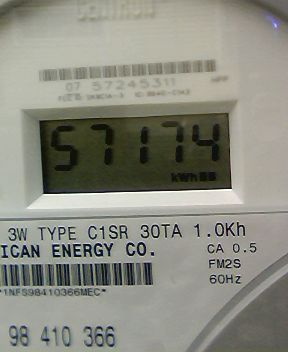 CENTRON
07 57245311
57174
kWh
3W TYPE C1SR 30TA 1.0Kh
ICAN ENERGY CO.
CA 0.5
FM2S
60Hz
*1NFS98410366MEC*
98 410 366